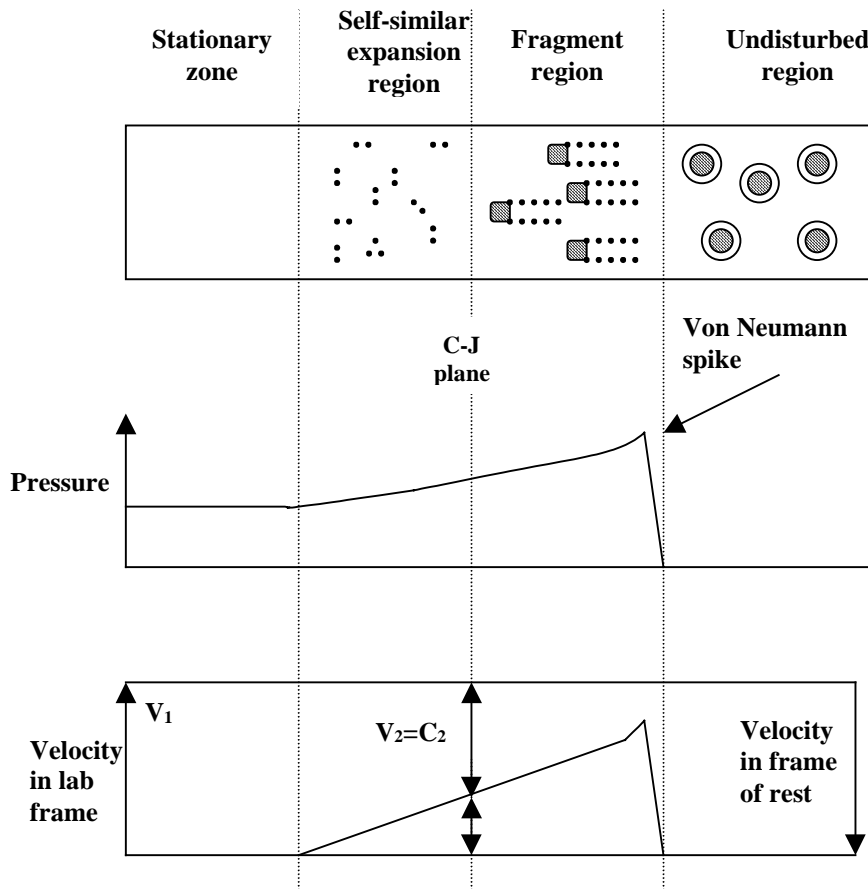 Stationary
zone
Self-similar
expansion
region
Fragment
region
Undisturbed
region
C-J
plane
Von Neumann
spike
Pressure
V₁
V₂=C₂
Velocity
in lab
frame
Velocity
in frame
of rest